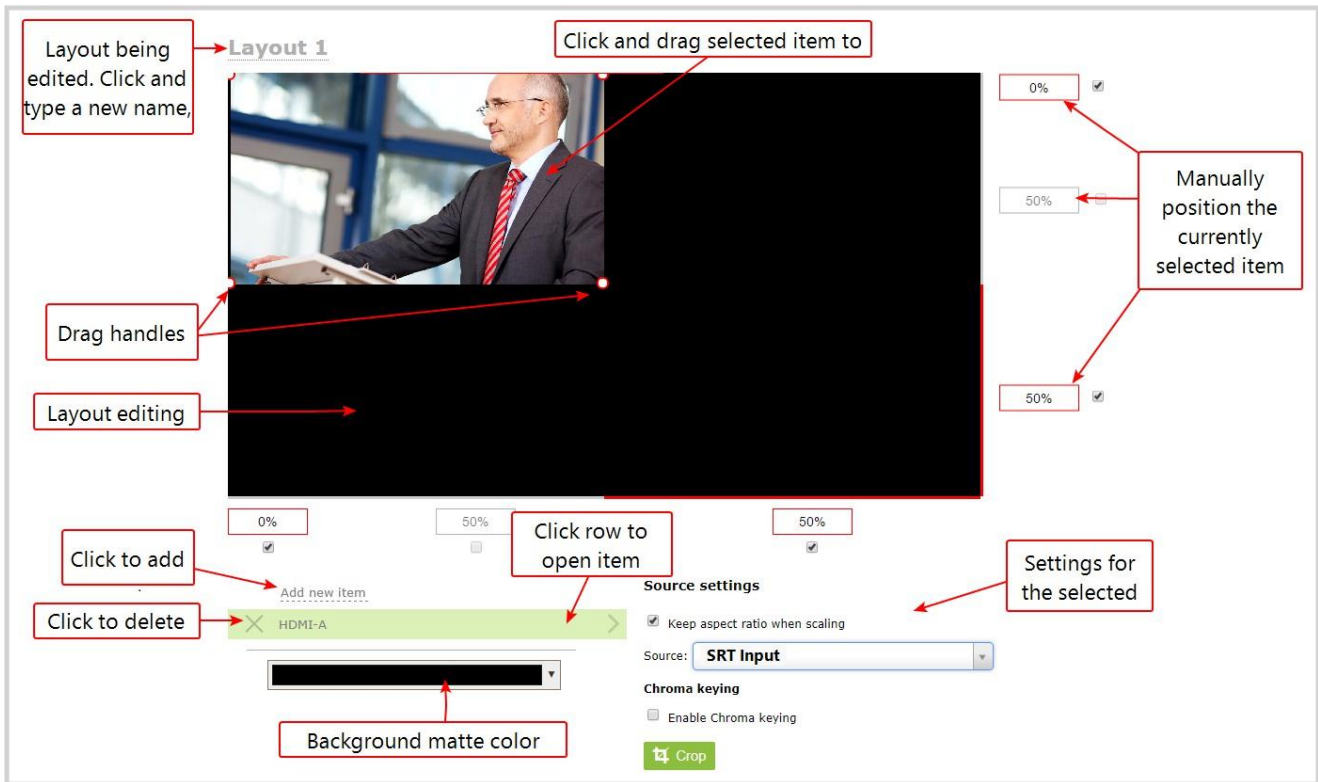 Layout being
edited. Click and
type a new name,
Layout 1
Click and drag selected item to
0%
50%
Manually
position the
currently
selected item
50%
Drag handles
Layout editing
0%
50%
50%
Click row to
open item
Click to add
.
Add new item
Click to delete
HDMI-A
Background matte color
Source settings
Keep aspect ratio when scaling
Source: SRT Input
Chroma keying
Enable Chroma keying
Crop
Settings for
the selected